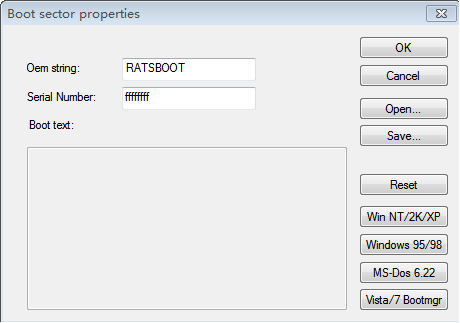 Boot sector properties
OK
Oem string: RATSBOOT
Cancel
Serial Number: ffffffff
Open...
Boot text:
Save...
Reset
Win NT/2K/XP
Windows 95/98
MS-Dos 6.22
Vista/7 Bootmgr